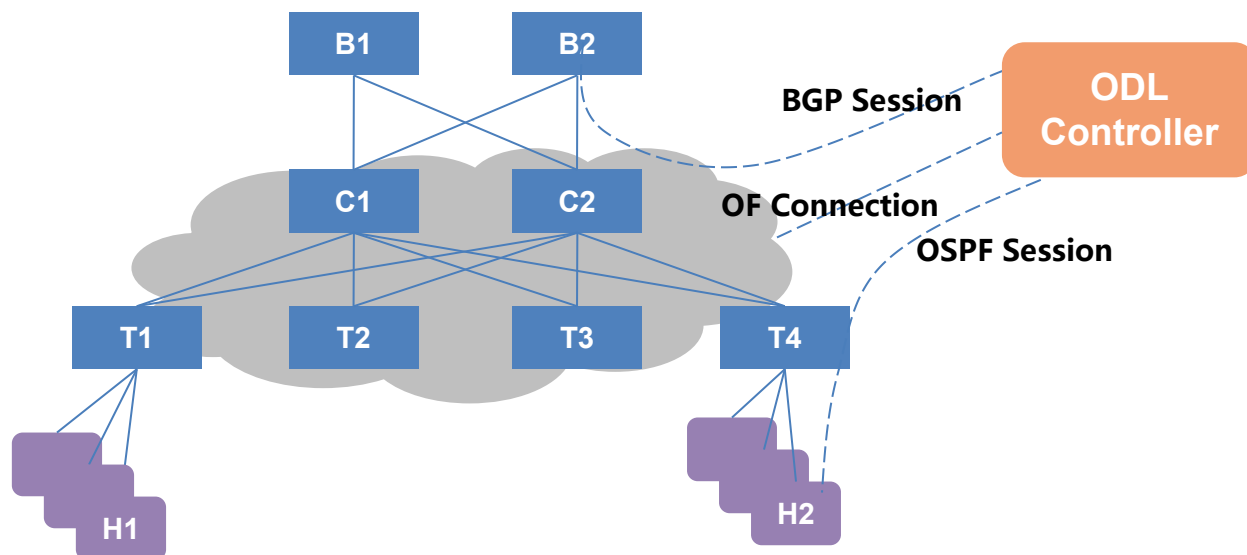 B1
B2
BGP Session
ODL
Controller
C1
C2
OF Connection
OSPF Session
T1
T2
T3
T4
H1
H2